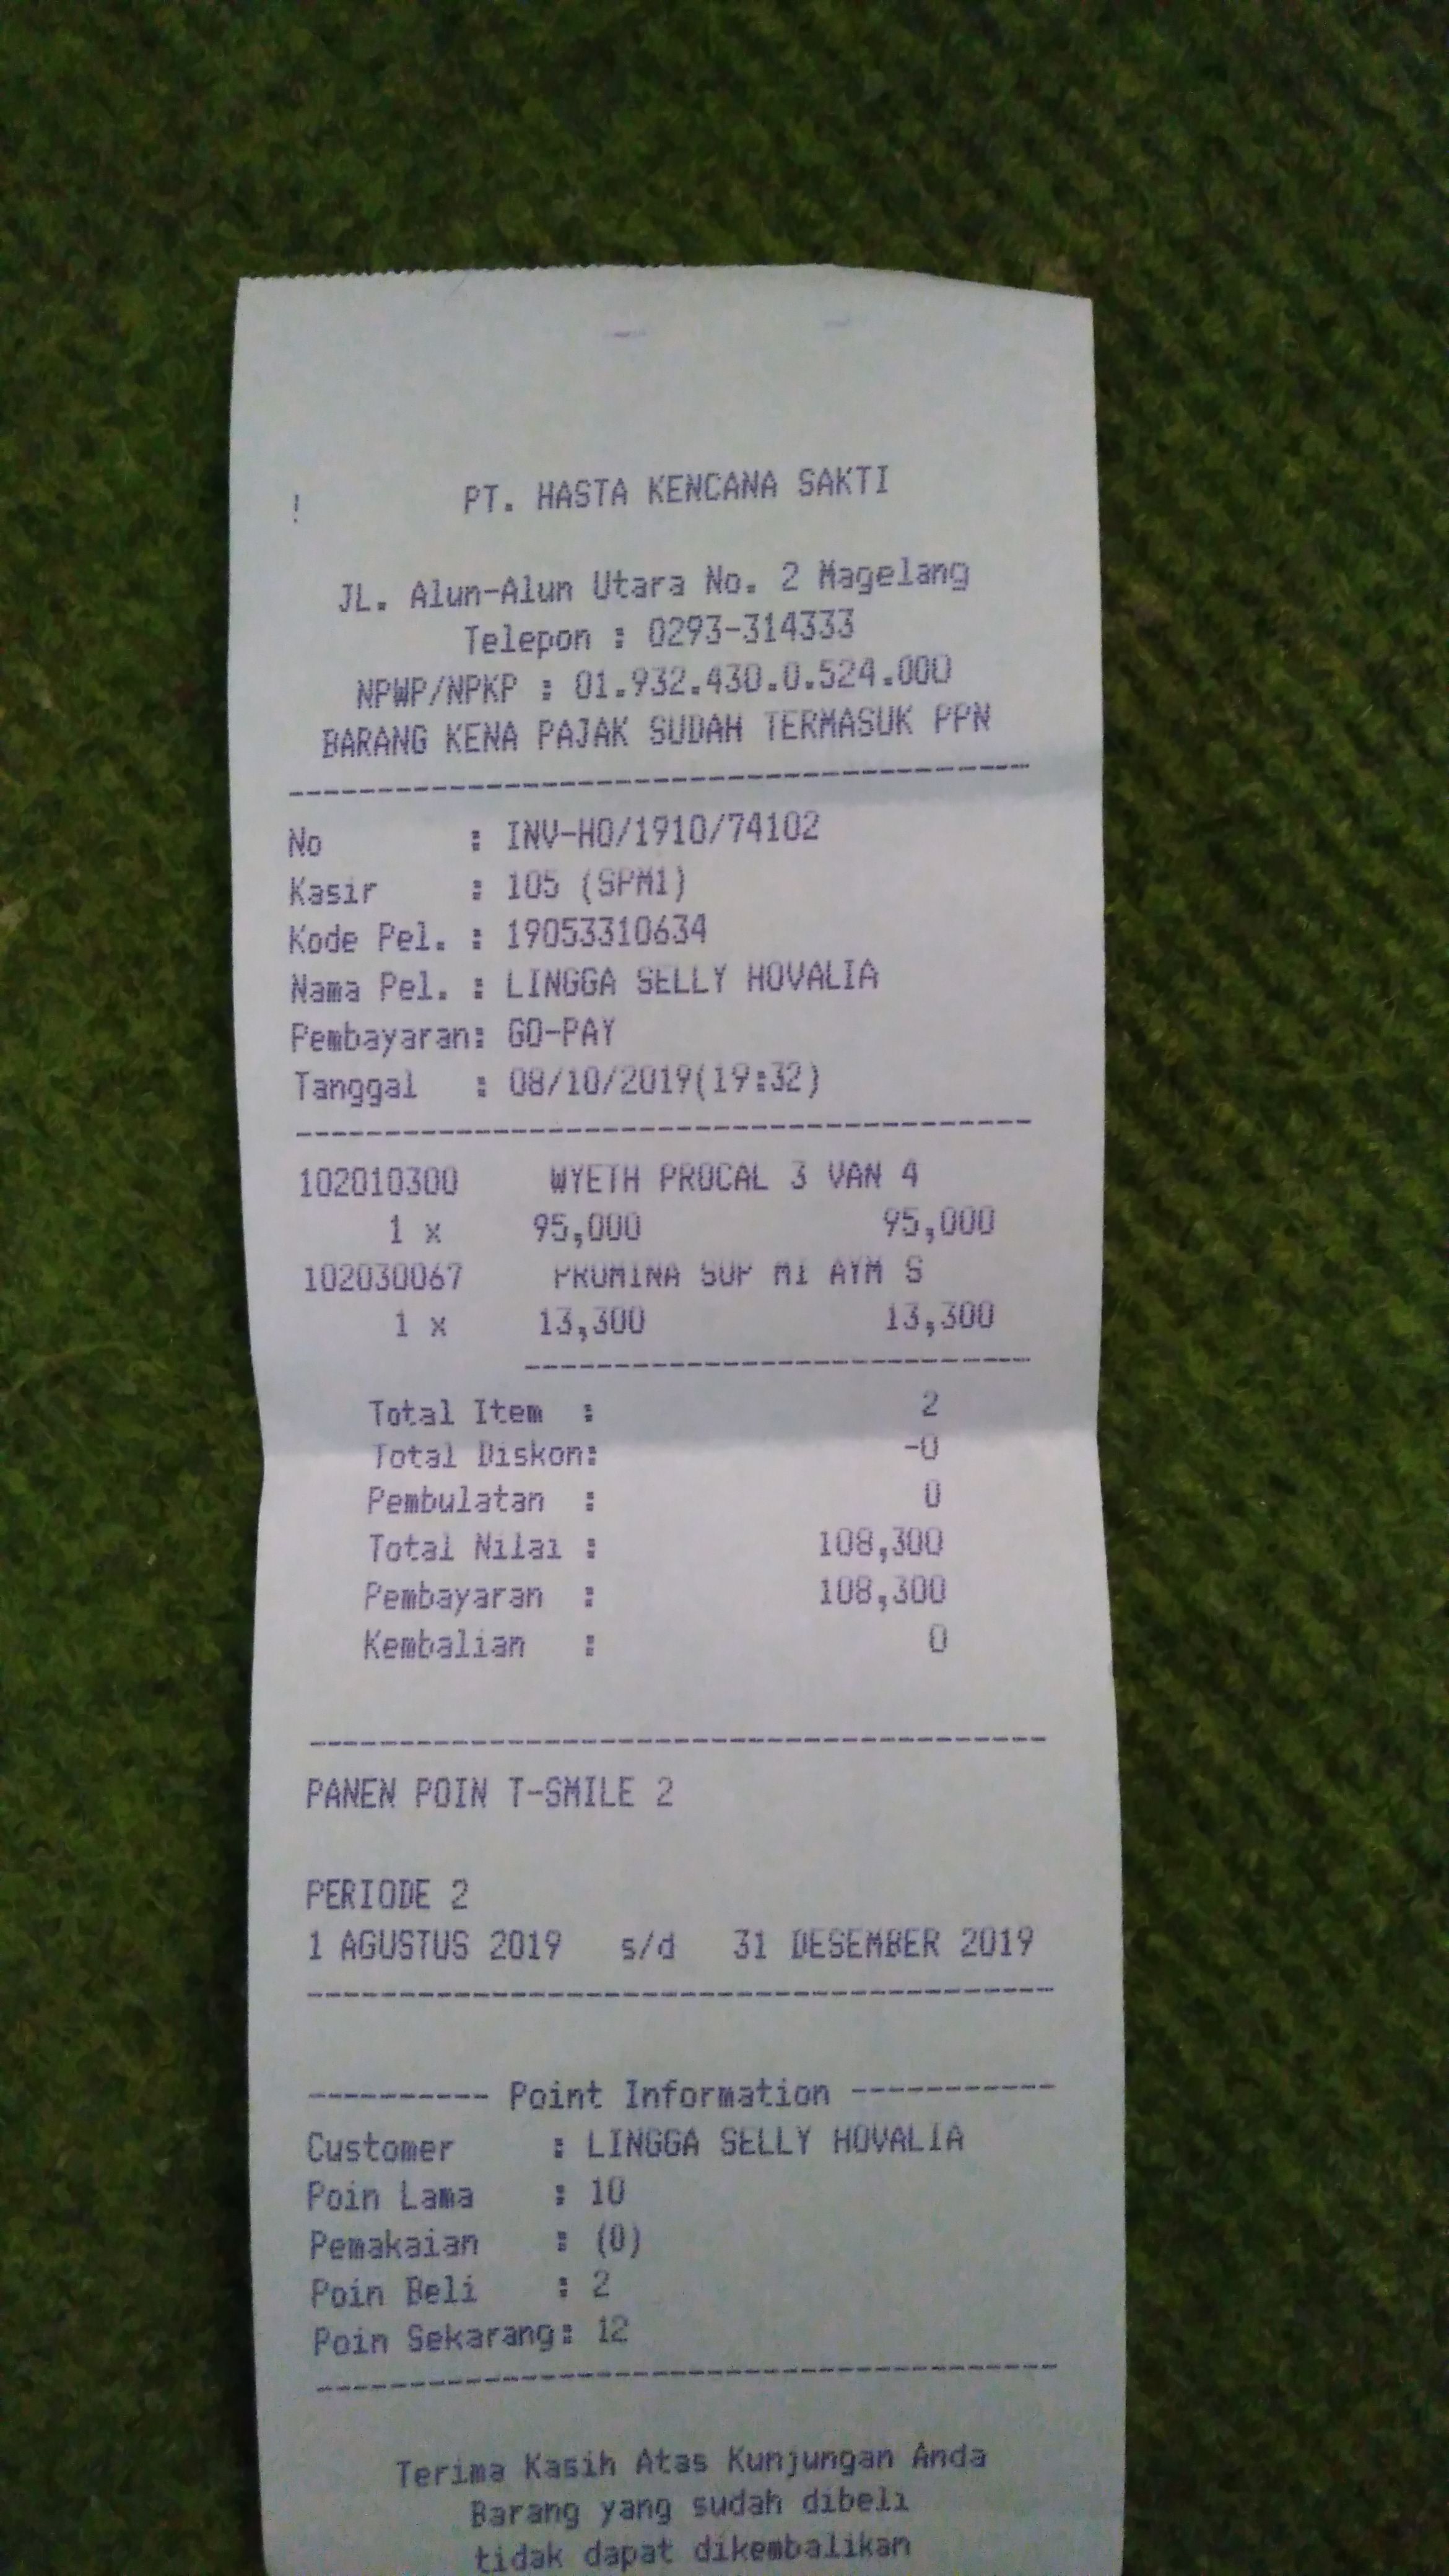 !    PT. HASTA KENCANA SAKTI
JL. Alun-Alun Utara No. 2 Magelang
Telepon : 0293-314333
NPWP/NPKP : 01.932.430.0.524.000
BARANG KENA PAJAK SUDAH TERMASUK PPN
----------------------------------------
No : INV-HO/1910/74102
Kasir : 105 (SPM1)
Kode Pel. : 19053310634
Nama Pel. : LINGGA SELLY HOVALIA
Pembayaran: GO-PAY
Tanggal : 08/10/2019(19:32)
----------------------------------------
102010300 WYETH PROCAL 3 VAN 4
1 x 95,000 95,000
102030067 PROMINA SUP MI AYM S
1 x 13,300 13,300
----------------------------
Total Item : 2
Total Diskon: -0
Pembulatan : 0
Total Nilai : 108,300
Pembayaran : 108,300
Kembalian : 0
----------------------------------------
PANEN POIN T-SMILE 2
PERIODE 2
1 AGUSTUS 2019 s/d 31 DESEMBER 2019
----------------------------------------
---------- Point Information -----------
Customer : LINGGA SELLY HOVALIA
Poin Lama : 10
Pemakaian : (0)
Poin Beli : 2
Poin Sekarang: 12
----------------------------------------
Terima Kasih Atas Kunjungan Anda
Barang yang sudah dibeli
tidak dapat dikembalikan